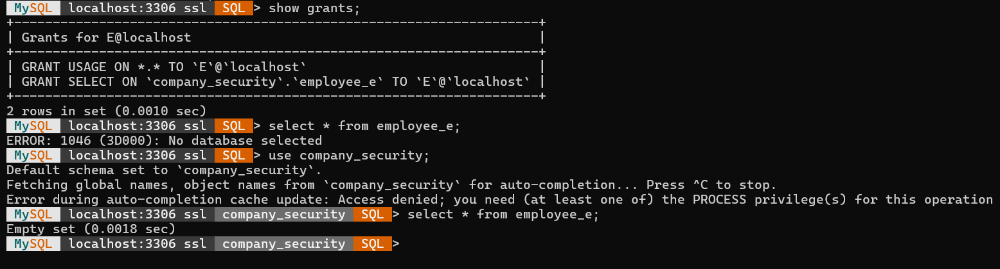 MySQL localhost:3306 ssl SQL > show grants;
+--------------------------------------------------------------------+
| Grants for E@localhost                                             |
+--------------------------------------------------------------------+
| GRANT USAGE ON *.* TO `E`@`localhost`                              |
| GRANT SELECT ON `company_security`.`employee_e` TO `E`@`localhost` |
+--------------------------------------------------------------------+
2 rows in set (0.0010 sec)
MySQL localhost:3306 ssl SQL > select * from employee_e;
ERROR: 1046 (3D000): No database selected
MySQL localhost:3306 ssl SQL > use company_security;
Default schema set to `company_security`.
Fetching global names, object names from `company_security` for auto-completion... Press ^C to stop.
Error during auto-completion cache update: Access denied; you need (at least one of) the PROCESS privilege(s) for this operation
MySQL localhost:3306 ssl company_security SQL > select * from employee_e;
Empty set (0.0018 sec)
MySQL localhost:3306 ssl company_security SQL >